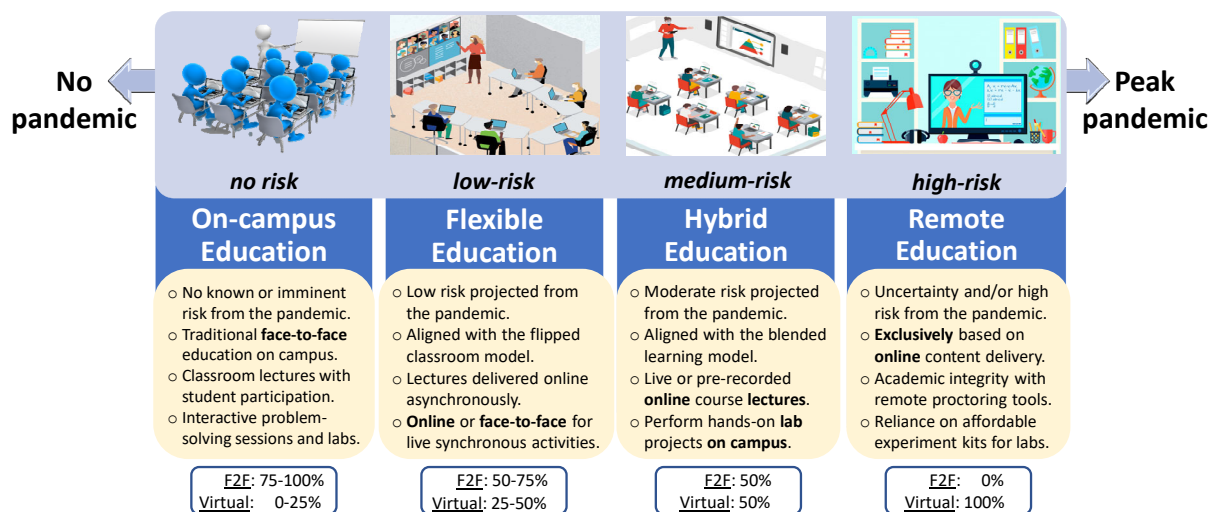 No
pandemic
Peak
pandemic
no risk
low-risk
medium-risk
high-risk
On-campus
Education
○ No known or imminent
risk from the pandemic.
○ Traditional face-to-face
education on campus.
○ Classroom lectures with
student participation.
○ Interactive problem-
solving sessions and labs.
F2F: 75-100%
Virtual: 0-25%
Flexible
Education
○ Low risk projected from
the pandemic.
○ Aligned with the flipped
classroom model.
○ Lectures delivered online
asynchronously.
○ Online or face-to-face for
live synchronous activities.
F2F: 50-75%
Virtual: 25-50%
Hybrid
Education
○ Moderate risk projected
from the pandemic.
○ Aligned with the blended
learning model.
○ Live or pre-recorded
online course lectures.
○ Perform hands-on lab
projects on campus.
F2F: 50%
Virtual: 50%
Remote
Education
○ Uncertainty and/or high
risk from the pandemic.
○ Exclusively based on
online content delivery.
○ Academic integrity with
remote proctoring tools.
○ Reliance on affordable
experiment kits for labs.
F2F: 0%
Virtual: 100%